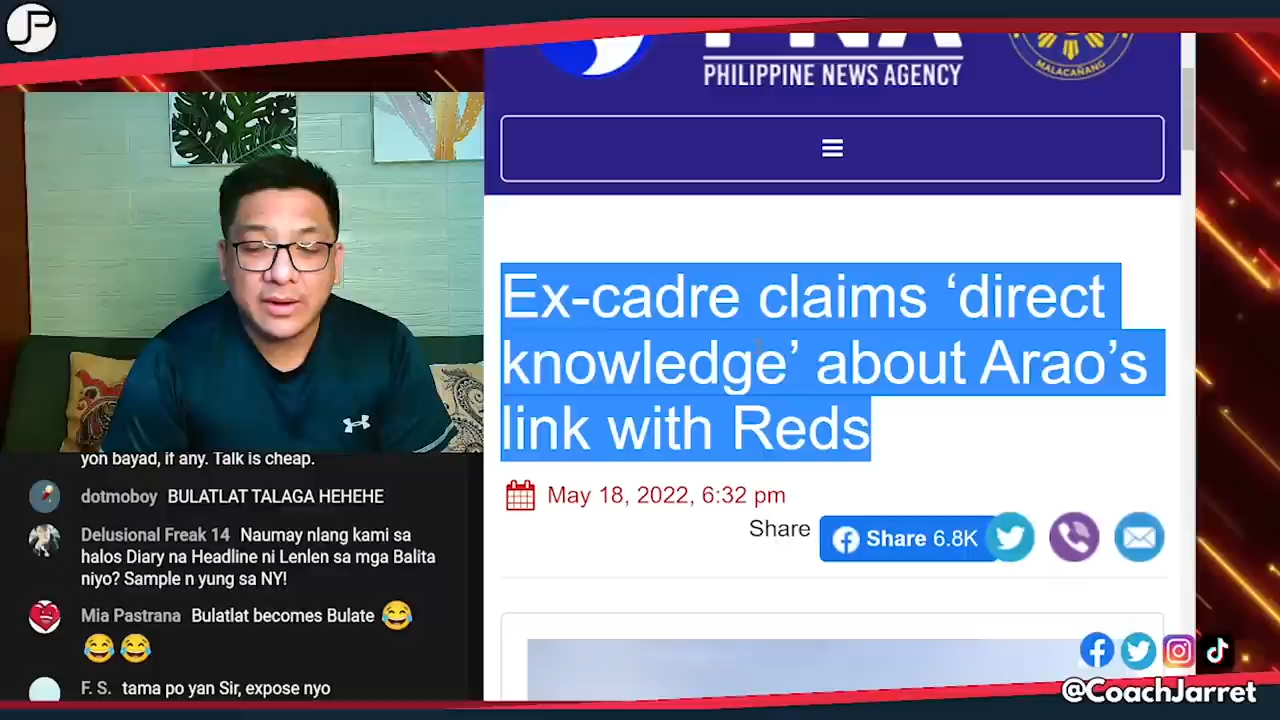 JP
PNA
PHILIPPINE NEWS AGENCY
MALACAÑANG
Ex-cadre claims ‘direct
knowledge’ about Arao’s
link with Reds
May 18, 2022, 6:32 pm
Share
Share 6.8K
yon bayad, if any. Talk is cheap.
dotmoboy BULATLAT TALAGA HEHEHE
Delusional Freak 14 Naumay nlang kami sa
halos Diary na Headline ni Lenlen sa mga Balita
niyo? Sample n yung sa NY!
Mia Pastrana Bulatlat becomes Bulate 😂
😂 😂
F. S. tama po yan Sir, expose nyo
@CoachJarret